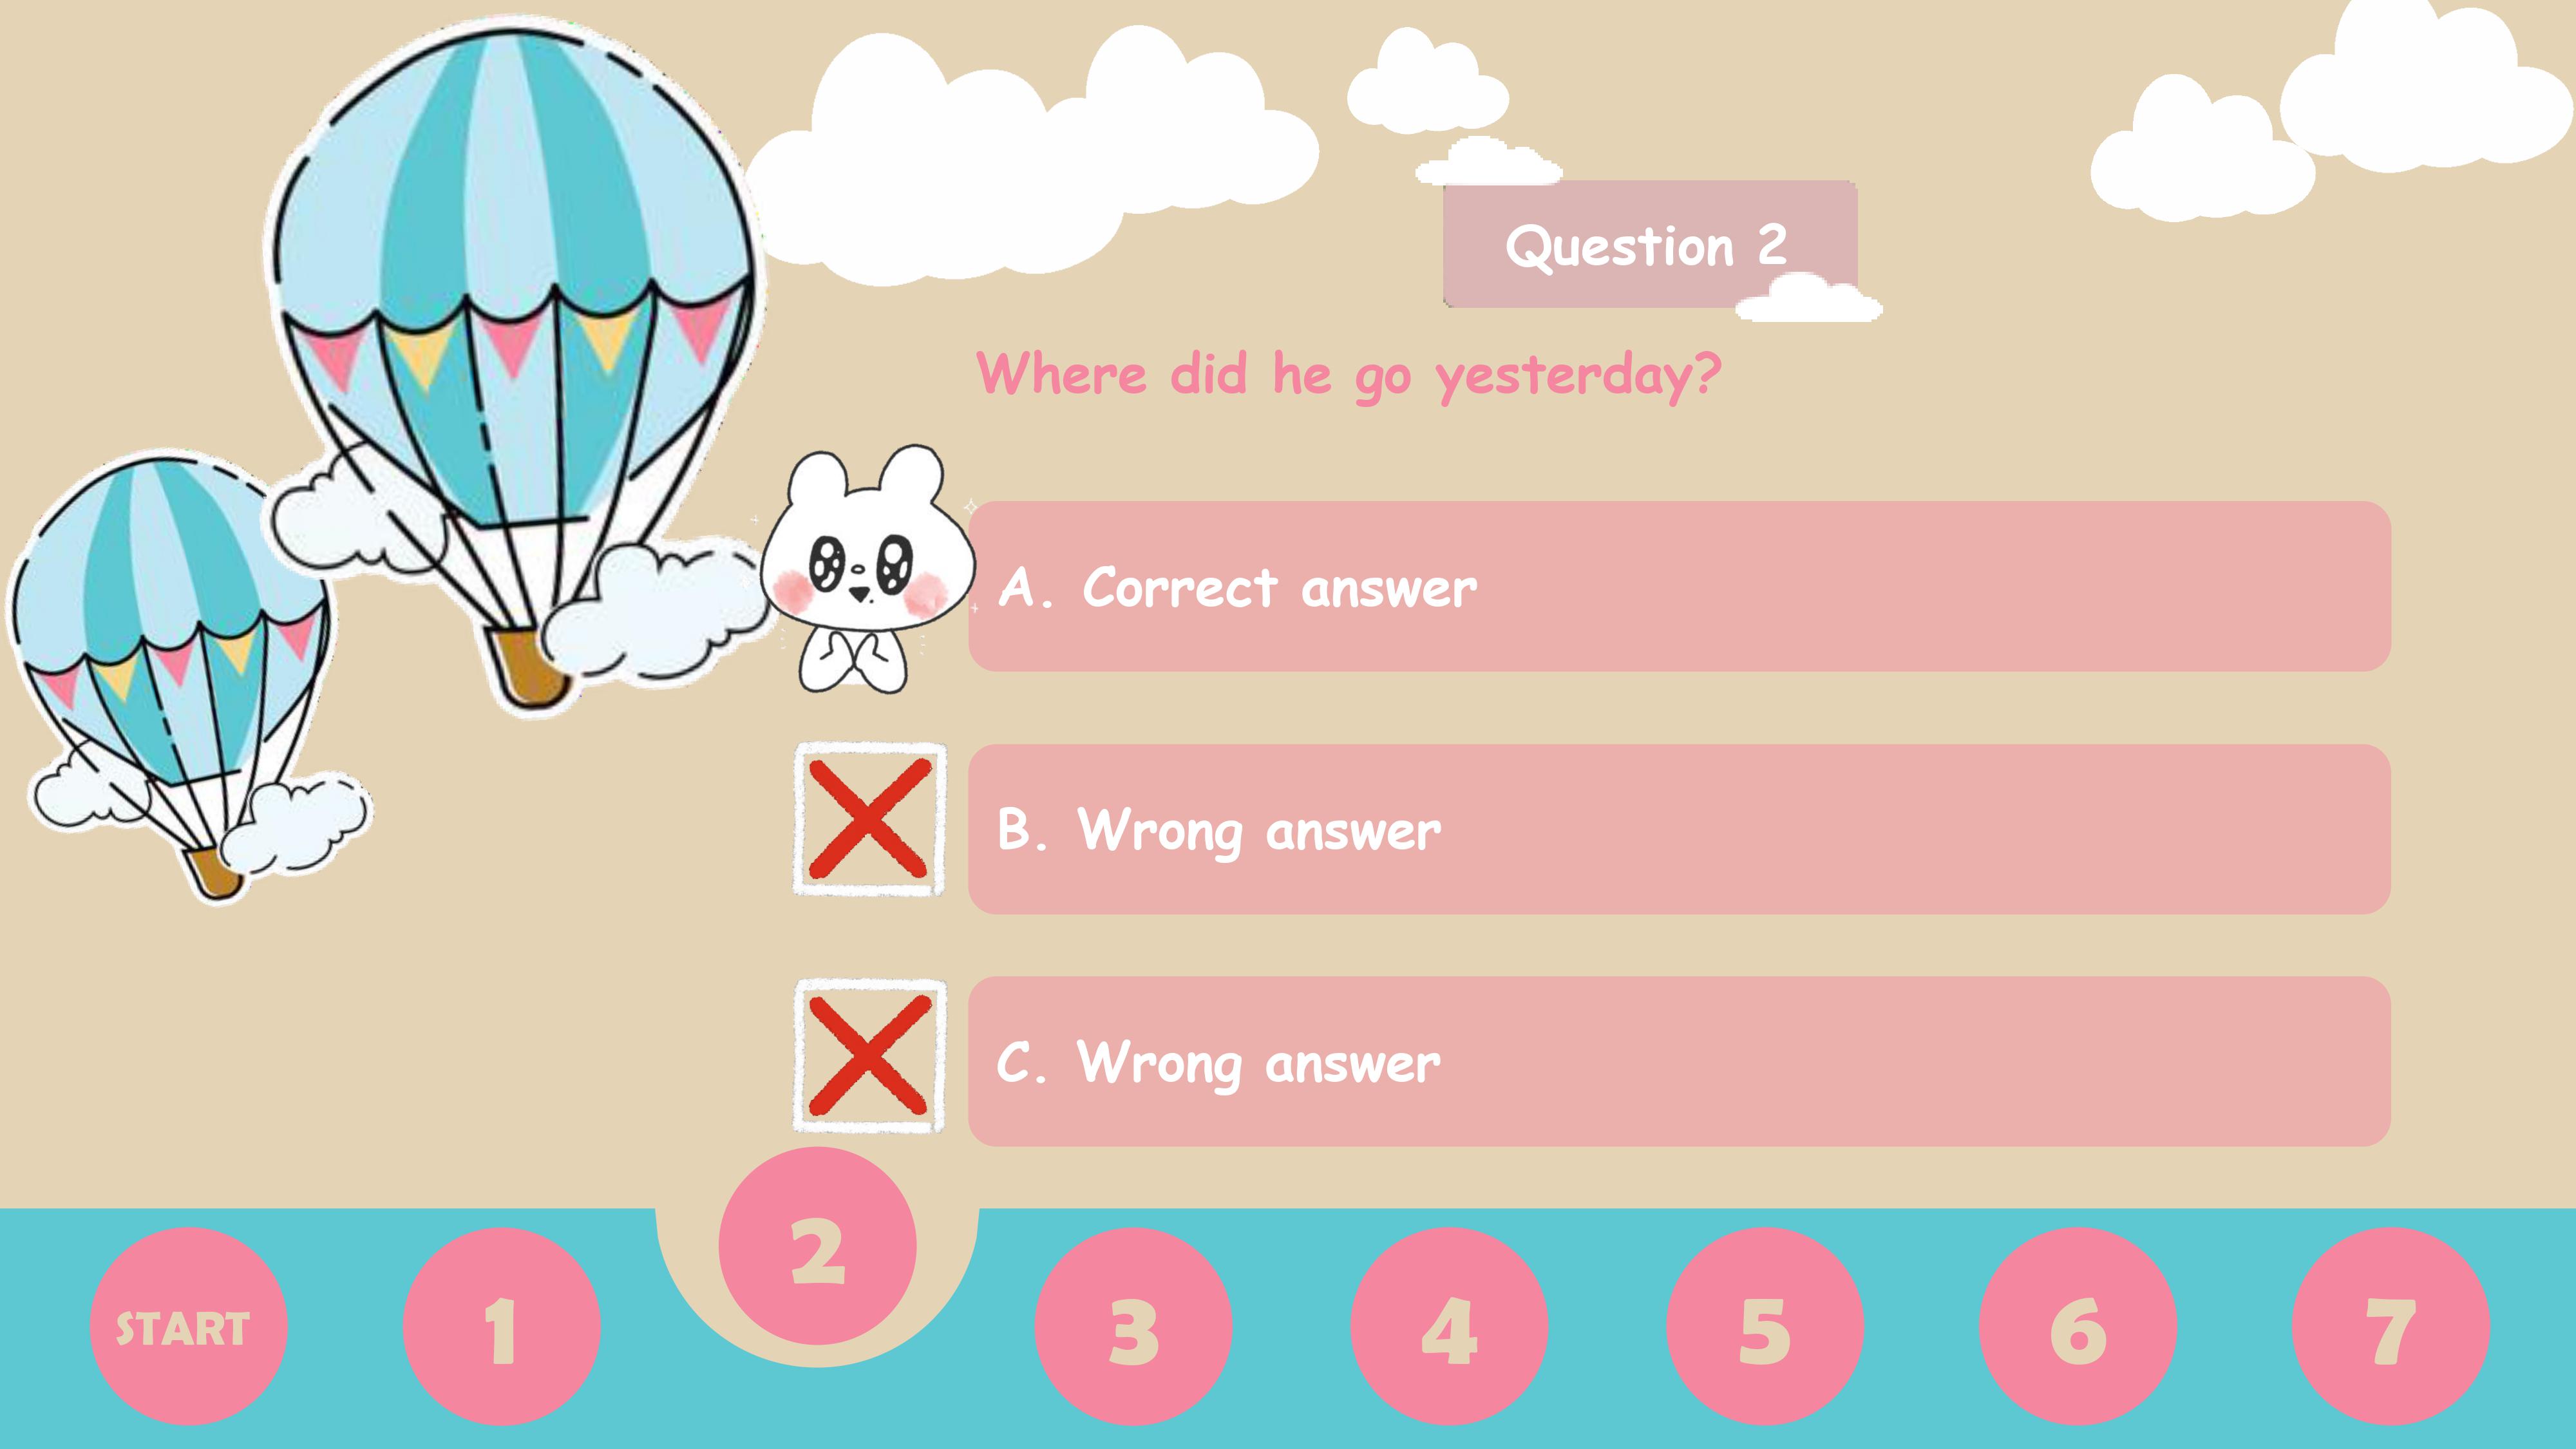 Question 2
Where did he go yesterday?
A. Correct answer
B. Wrong answer
C. Wrong answer
START 1 2 3 4 5 6 7